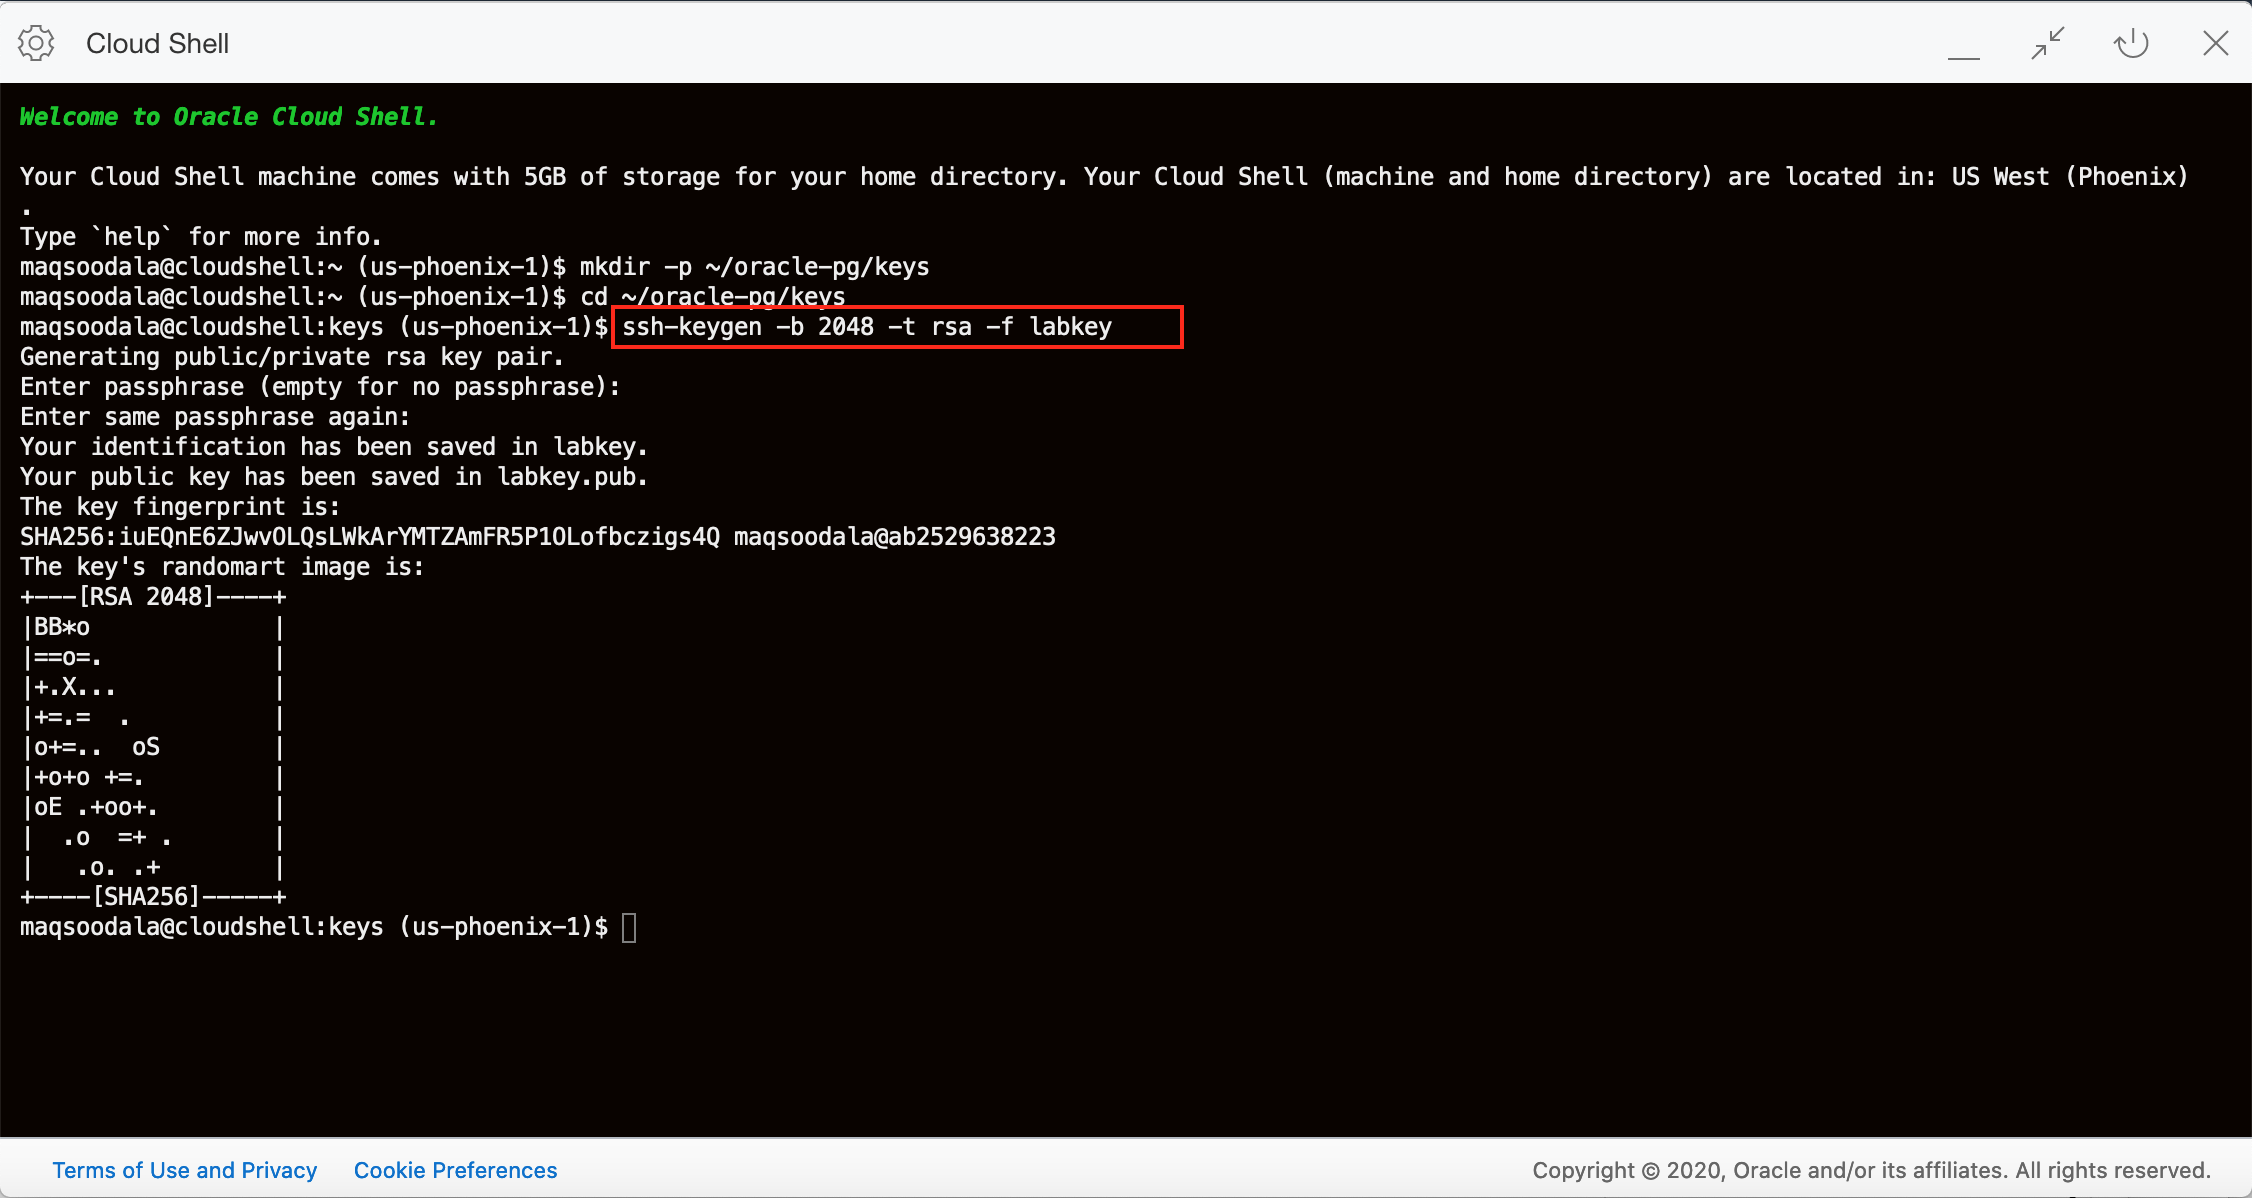 Cloud Shell
Welcome to Oracle Cloud Shell.
Your Cloud Shell machine comes with 5GB of storage for your home directory. Your Cloud Shell (machine and home directory) are located in: US West (Phoenix)
.
Type `help` for more info.
maqsoodala@cloudshell:~ (us-phoenix-1)$ mkdir -p ~/oracle-pg/keys
maqsoodala@cloudshell:~ (us-phoenix-1)$ cd ~/oracle-pg/keys
maqsoodala@cloudshell:keys (us-phoenix-1)$ ssh-keygen -b 2048 -t rsa -f labkey
Generating public/private rsa key pair.
Enter passphrase (empty for no passphrase):
Enter same passphrase again:
Your identification has been saved in labkey.
Your public key has been saved in labkey.pub.
The key fingerprint is:
SHA256:iuEQnE6ZJwvOLQsLWkArYMTZAmFR5P1OLofbczigs4Q maqsoodala@ab2529638223
The key's randomart image is:
+---[RSA 2048]----+
|BB*o             |
|==o=.            |
|+.X...           |
|+=.=  .          |
|o+=..  oS        |
|+o+o +=.         |
|oE .+oo+.        |
|  .o  =+ .       |
|   .o. .+        |
+----[SHA256]-----+
maqsoodala@cloudshell:keys (us-phoenix-1)$
Terms of Use and Privacy Cookie Preferences Copyright © 2020, Oracle and/or its affiliates. All rights reserved.